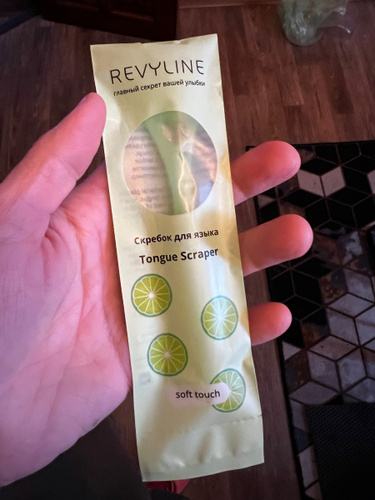 REVYLINE
главный секрет вашей улыбки
Скребок для языка
Tongue Scraper
soft touch